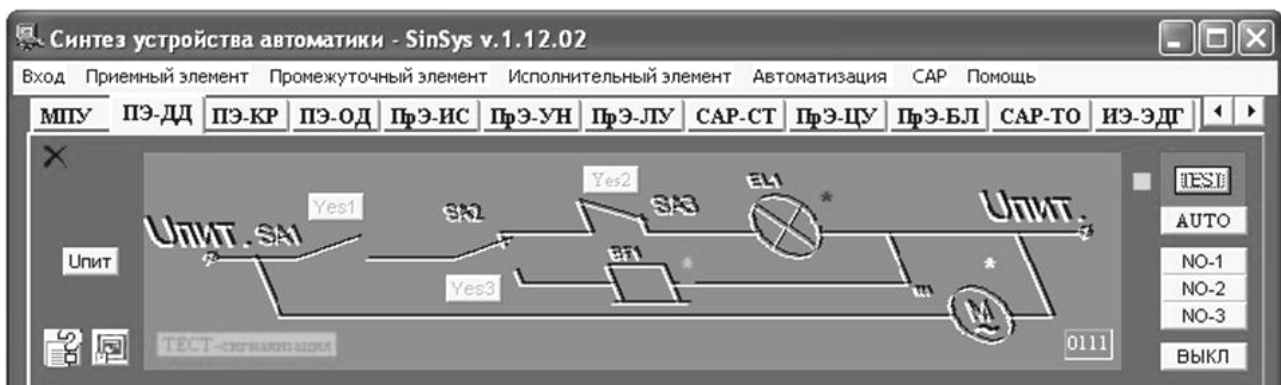 Синтез устройства автоматики - SinSys v.1.12.02
Вход Приемный элемент Промежуточный элемент Исполнительный элемент Автоматизация САР Помощь
МПУ ПЭ-ДД ПЭ-КР ПЭ-ОД ПрЭ-ИС ПрЭ-УН ПрЭ-ЛУ САР-СТ ПрЭ-ЦУ ПрЭ-БЛ САР-ТО ИЭ-ЭДГ
TEST
Yes2 EL1
Yes1 SA2 SA3 Uпит.
Uпит. SA1 AUTO
Uпит BF1 NO-1
Yes3 NO-2
M NO-3
ТЕСТ-сигнализация 0111 ВЫКЛ